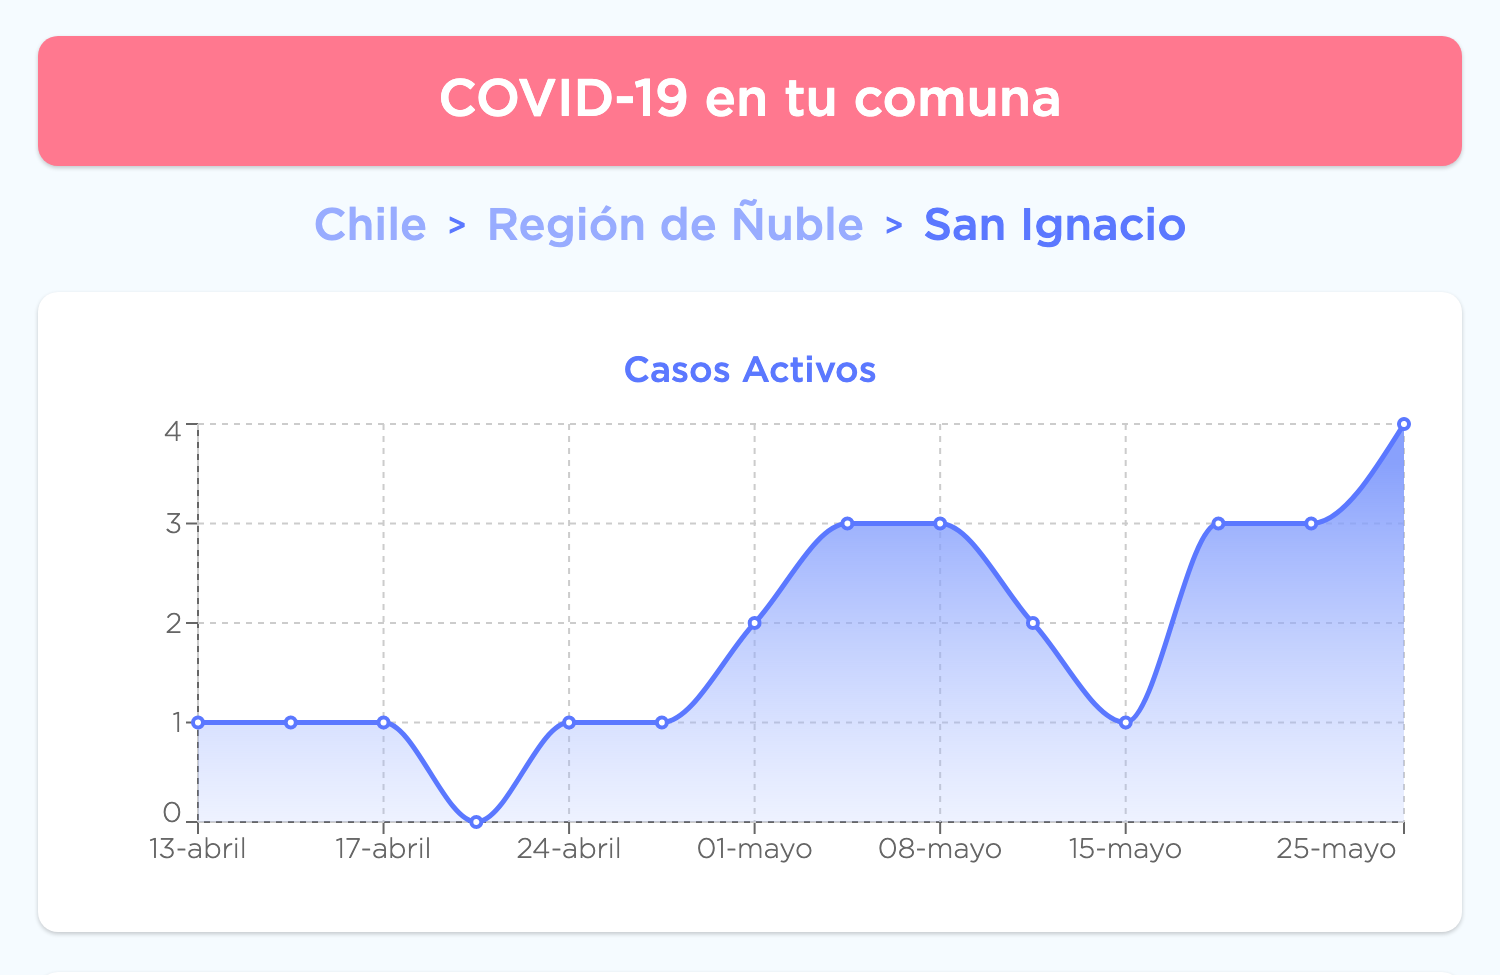 COVID-19 en tu comuna
Chile > Región de Ñuble > San Ignacio
Casos Activos
4
3
2
1
0
13-abril 17-abril 24-abril 01-mayo 08-mayo 15-mayo 25-mayo